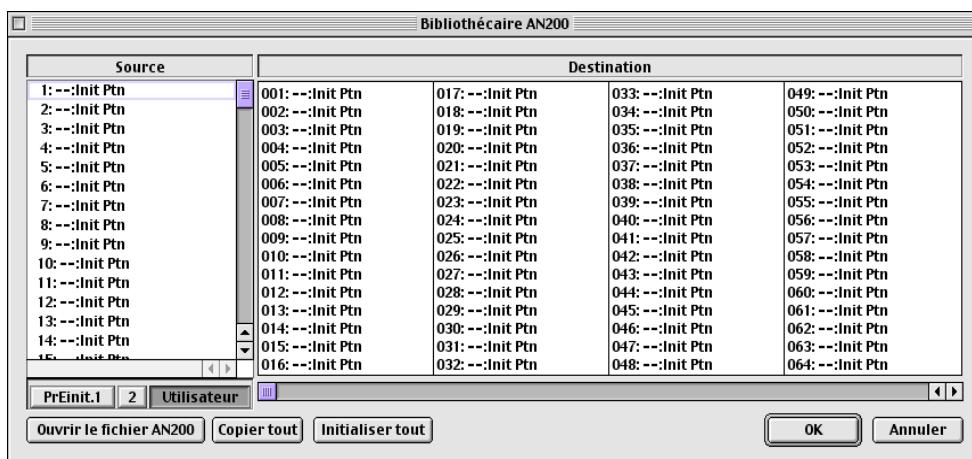 Bibliothécaire AN200
Source
1: --:Init Ptn
2: --:Init Ptn
3: --:Init Ptn
4: --:Init Ptn
5: --:Init Ptn
6: --:Init Ptn
7: --:Init Ptn
8: --:Init Ptn
9: --:Init Ptn
10: --:Init Ptn
11: --:Init Ptn
12: --:Init Ptn
13: --:Init Ptn
14: --:Init Ptn
15: --:Init Ptn
PrEinit.1 2 Utilisateur
Destination
001: --:Init Ptn
002: --:Init Ptn
003: --:Init Ptn
004: --:Init Ptn
005: --:Init Ptn
006: --:Init Ptn
007: --:Init Ptn
008: --:Init Ptn
009: --:Init Ptn
010: --:Init Ptn
011: --:Init Ptn
012: --:Init Ptn
013: --:Init Ptn
014: --:Init Ptn
015: --:Init Ptn
016: --:Init Ptn
017: --:Init Ptn
018: --:Init Ptn
019: --:Init Ptn
020: --:Init Ptn
021: --:Init Ptn
022: --:Init Ptn
023: --:Init Ptn
024: --:Init Ptn
025: --:Init Ptn
026: --:Init Ptn
027: --:Init Ptn
028: --:Init Ptn
029: --:Init Ptn
030: --:Init Ptn
031: --:Init Ptn
032: --:Init Ptn
033: --:Init Ptn
034: --:Init Ptn
035: --:Init Ptn
036: --:Init Ptn
037: --:Init Ptn
038: --:Init Ptn
039: --:Init Ptn
040: --:Init Ptn
041: --:Init Ptn
042: --:Init Ptn
043: --:Init Ptn
044: --:Init Ptn
045: --:Init Ptn
046: --:Init Ptn
047: --:Init Ptn
048: --:Init Ptn
049: --:Init Ptn
050: --:Init Ptn
051: --:Init Ptn
052: --:Init Ptn
053: --:Init Ptn
054: --:Init Ptn
055: --:Init Ptn
056: --:Init Ptn
057: --:Init Ptn
058: --:Init Ptn
059: --:Init Ptn
060: --:Init Ptn
061: --:Init Ptn
062: --:Init Ptn
063: --:Init Ptn
064: --:Init Ptn
Ouvrir le fichier AN200 Copier tout Initialiser tout OK Annuler